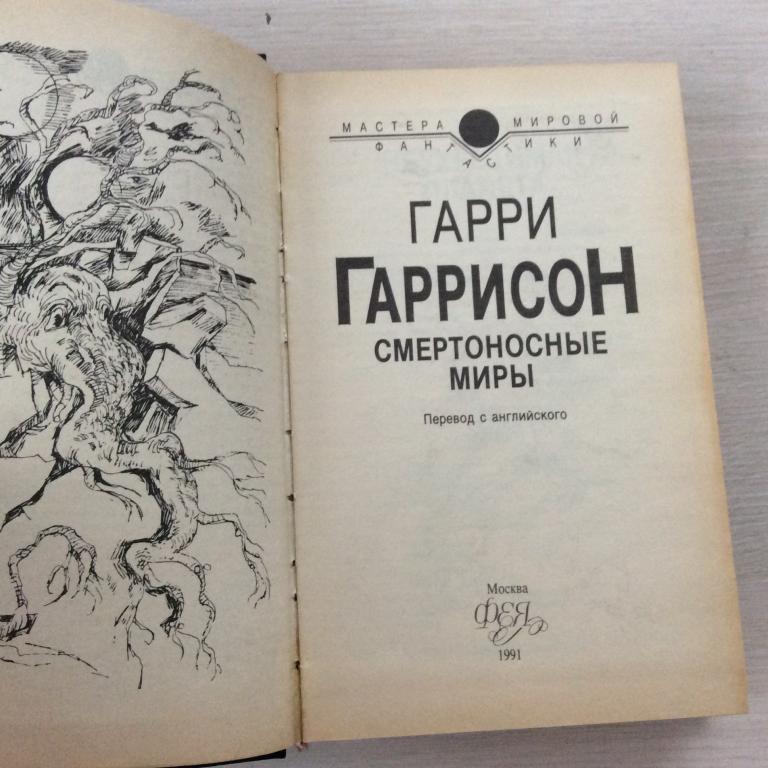 МАСТЕРА МИРОВОЙ
ФАНТАСТИКИ
ГАРРИ
ГАРРИСОН
СМЕРТОНОСНЫЕ
МИРЫ
Перевод с английского
Москва
ФЕЯ
1991